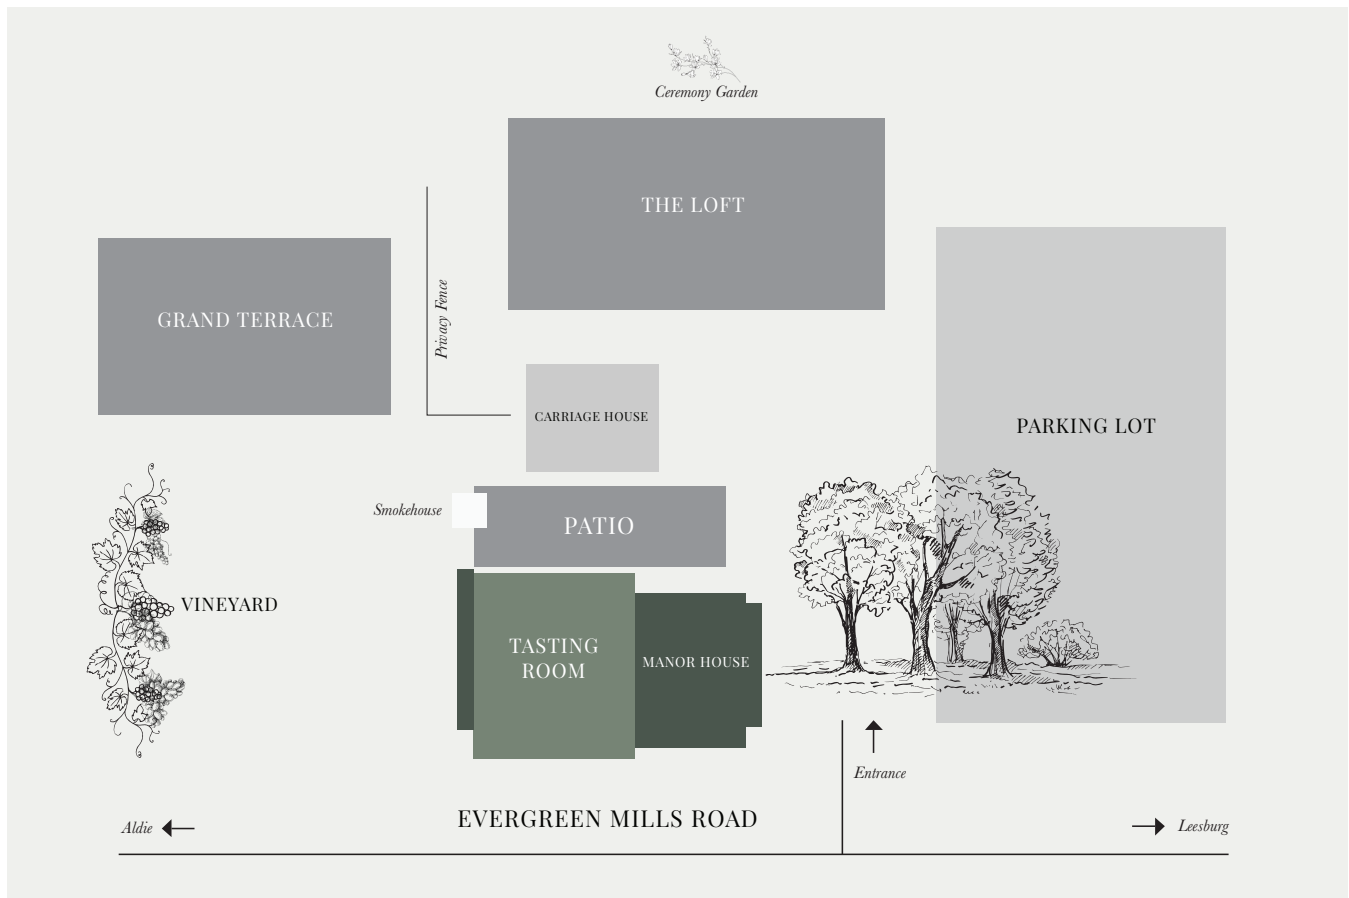 Ceremony Garden
THE LOFT
GRAND TERRACE
Privacy Fence
CARRIAGE HOUSE
PARKING LOT
Smokehouse
PATIO
VINEYARD
TASTING
ROOM
MANOR HOUSE
Entrance
EVERGREEN MILLS ROAD
Aldie
Leesburg